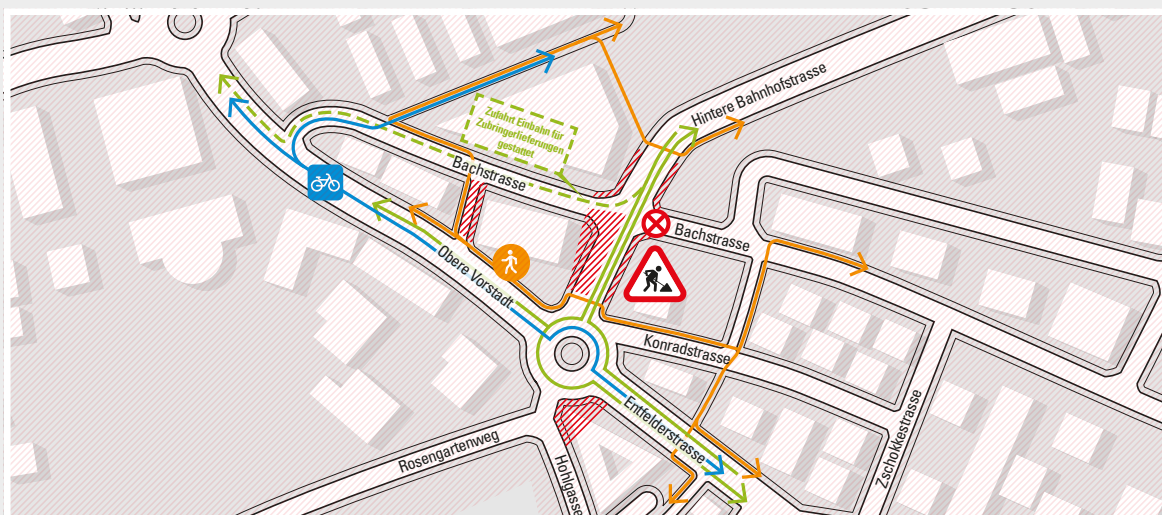 Hintere Bahnhofstrasse
Zufahrt Einbahn für
Zubringerlieferungen
gestattet
Bachstrasse
Bachstrasse
Obere Vorstadt
Konradstrasse
Entfelderstrasse
Zschokkestrasse
Rosengartenweg
Hohlgasse